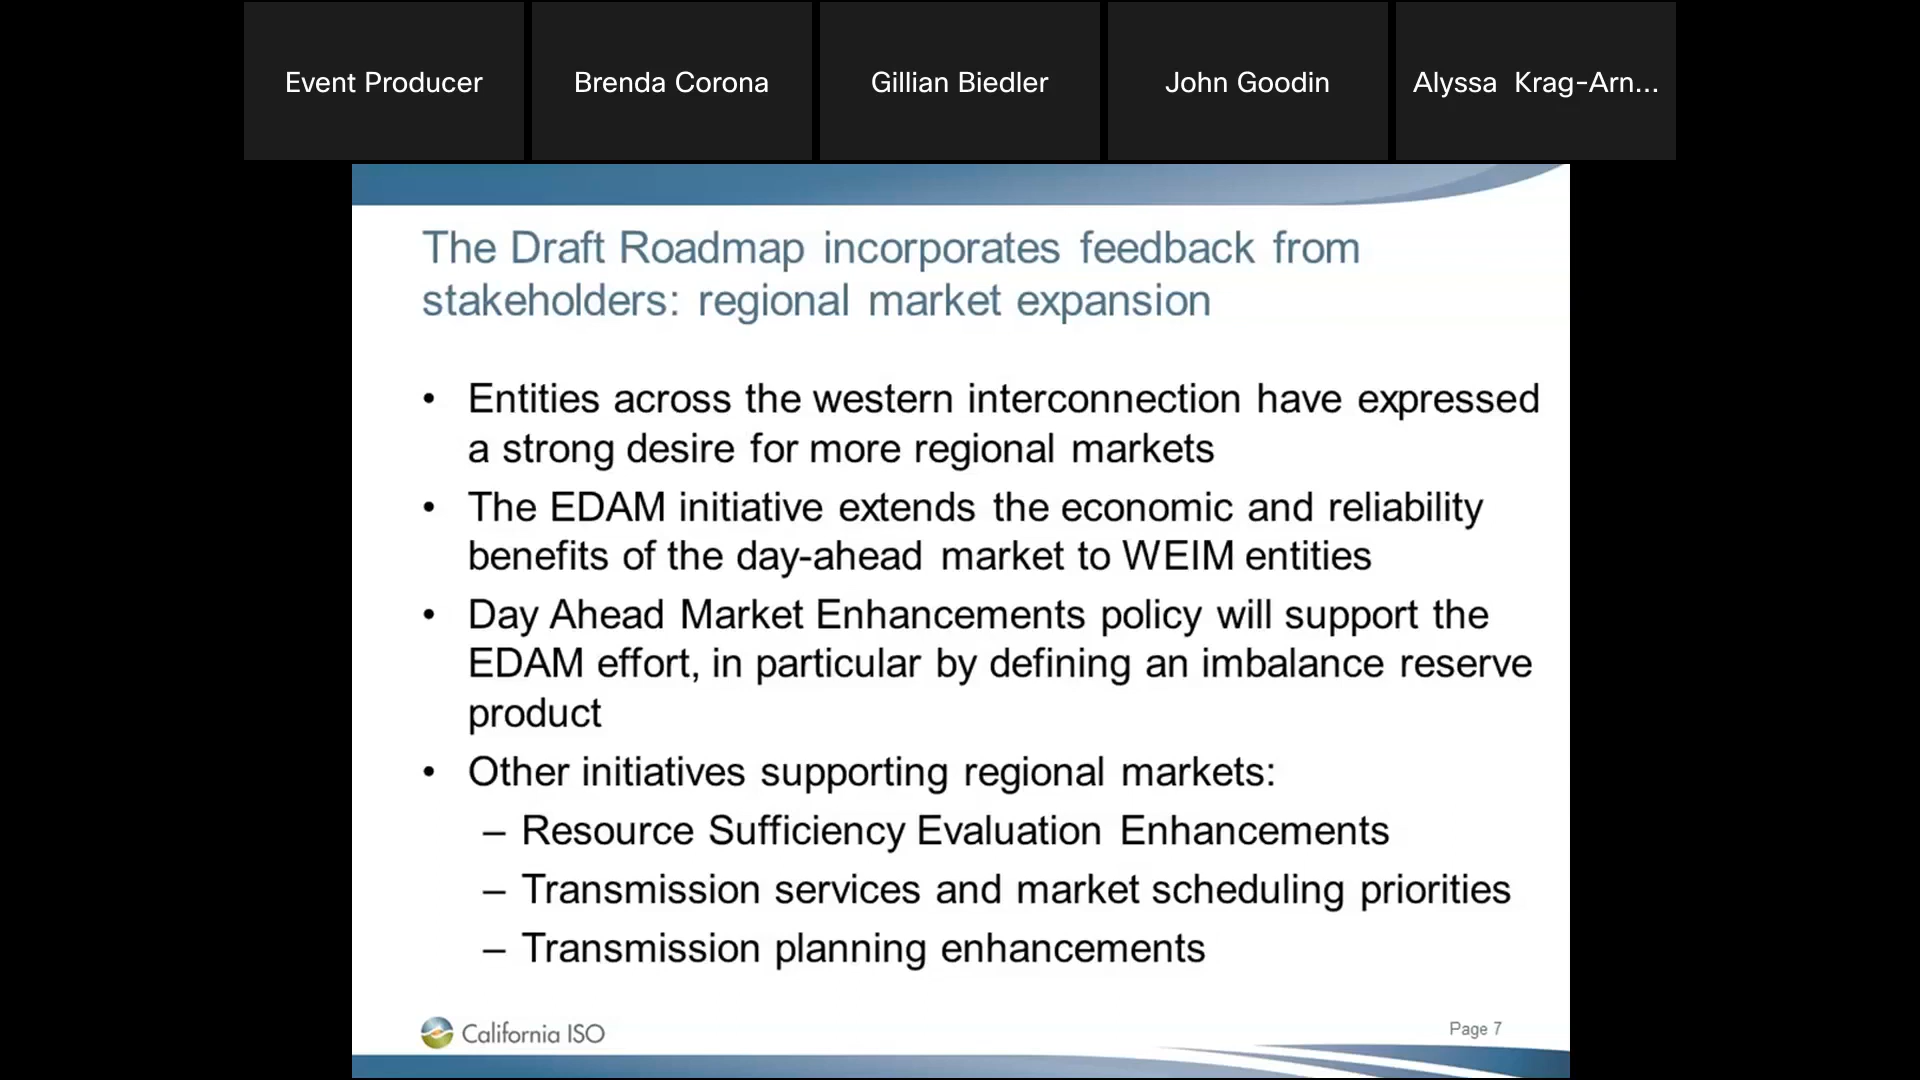 Event Producer
Brenda Corona
Gillian Biedler
John Goodin
Alyssa Krag-Arn...
The Draft Roadmap incorporates feedback from
stakeholders: regional market expansion
• Entities across the western interconnection have expressed
a strong desire for more regional markets
• The EDAM initiative extends the economic and reliability
benefits of the day-ahead market to WEIM entities
• Day Ahead Market Enhancements policy will support the
EDAM effort, in particular by defining an imbalance reserve
product
• Other initiatives supporting regional markets:
– Resource Sufficiency Evaluation Enhancements
– Transmission services and market scheduling priorities
– Transmission planning enhancements
California ISO
Page 7